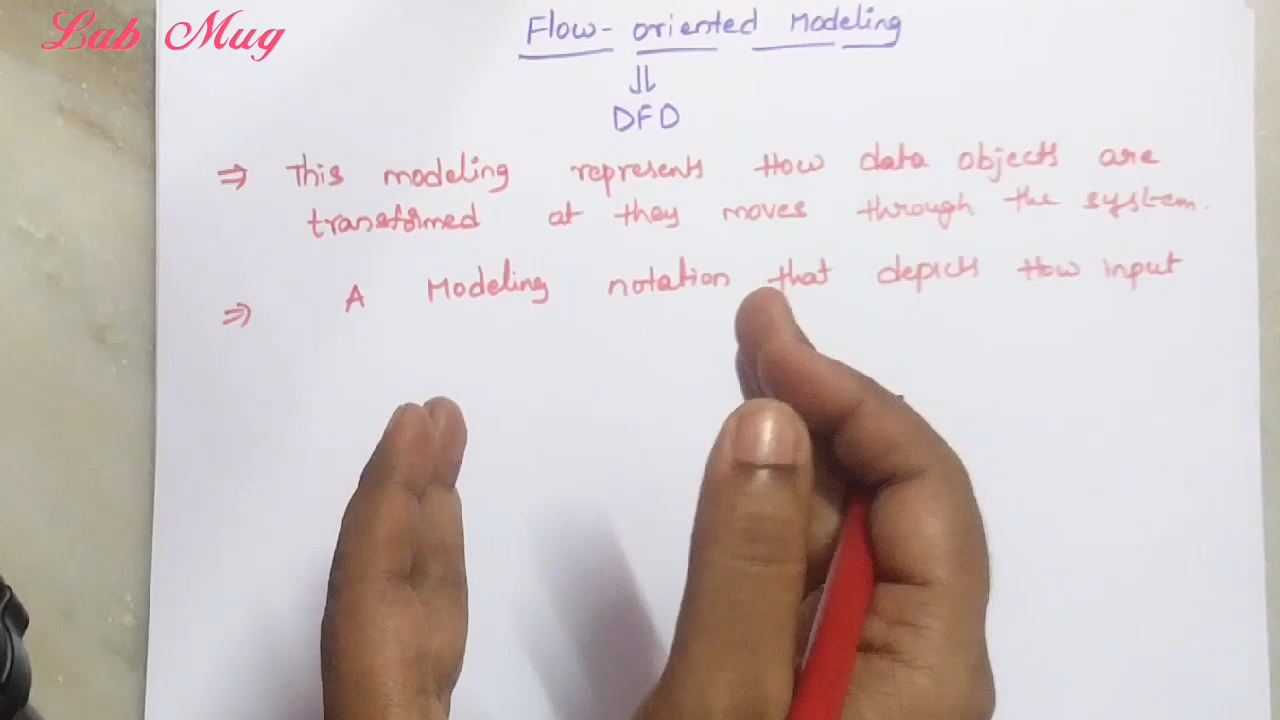 Lab Mug
Flow-oriented Modeling
⇓
DFD
⇒ This modeling represents How data objects are
transformed at they moves through the system.
⇒ A Modeling notation that depicts How input